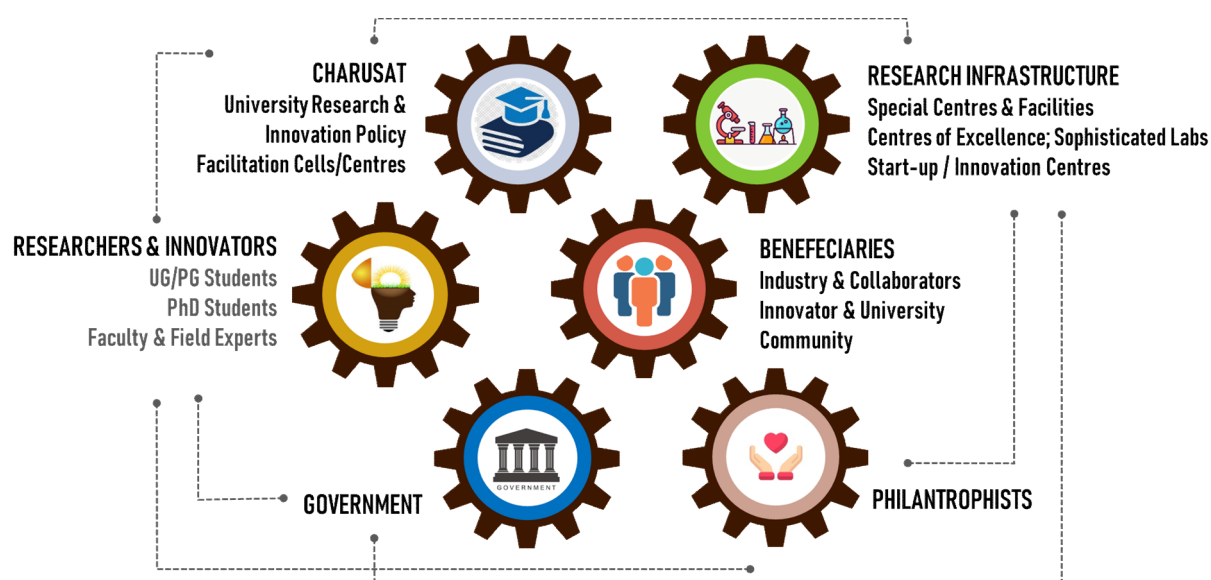 CHARUSAT
University Research &
Innovation Policy
Facilitation Cells/Centres
RESEARCH INFRASTRUCTURE
Special Centres & Facilities
Centres of Excellence; Sophisticated Labs
Start-up / Innovation Centres
RESEARCHERS & INNOVATORS
UG/PG Students
PhD Students
Faculty & Field Experts
BENEFECIARIES
Industry & Collaborators
Innovator & University
Community
GOVERNMENT
GOVERNMENT
PHILANTROPHISTS